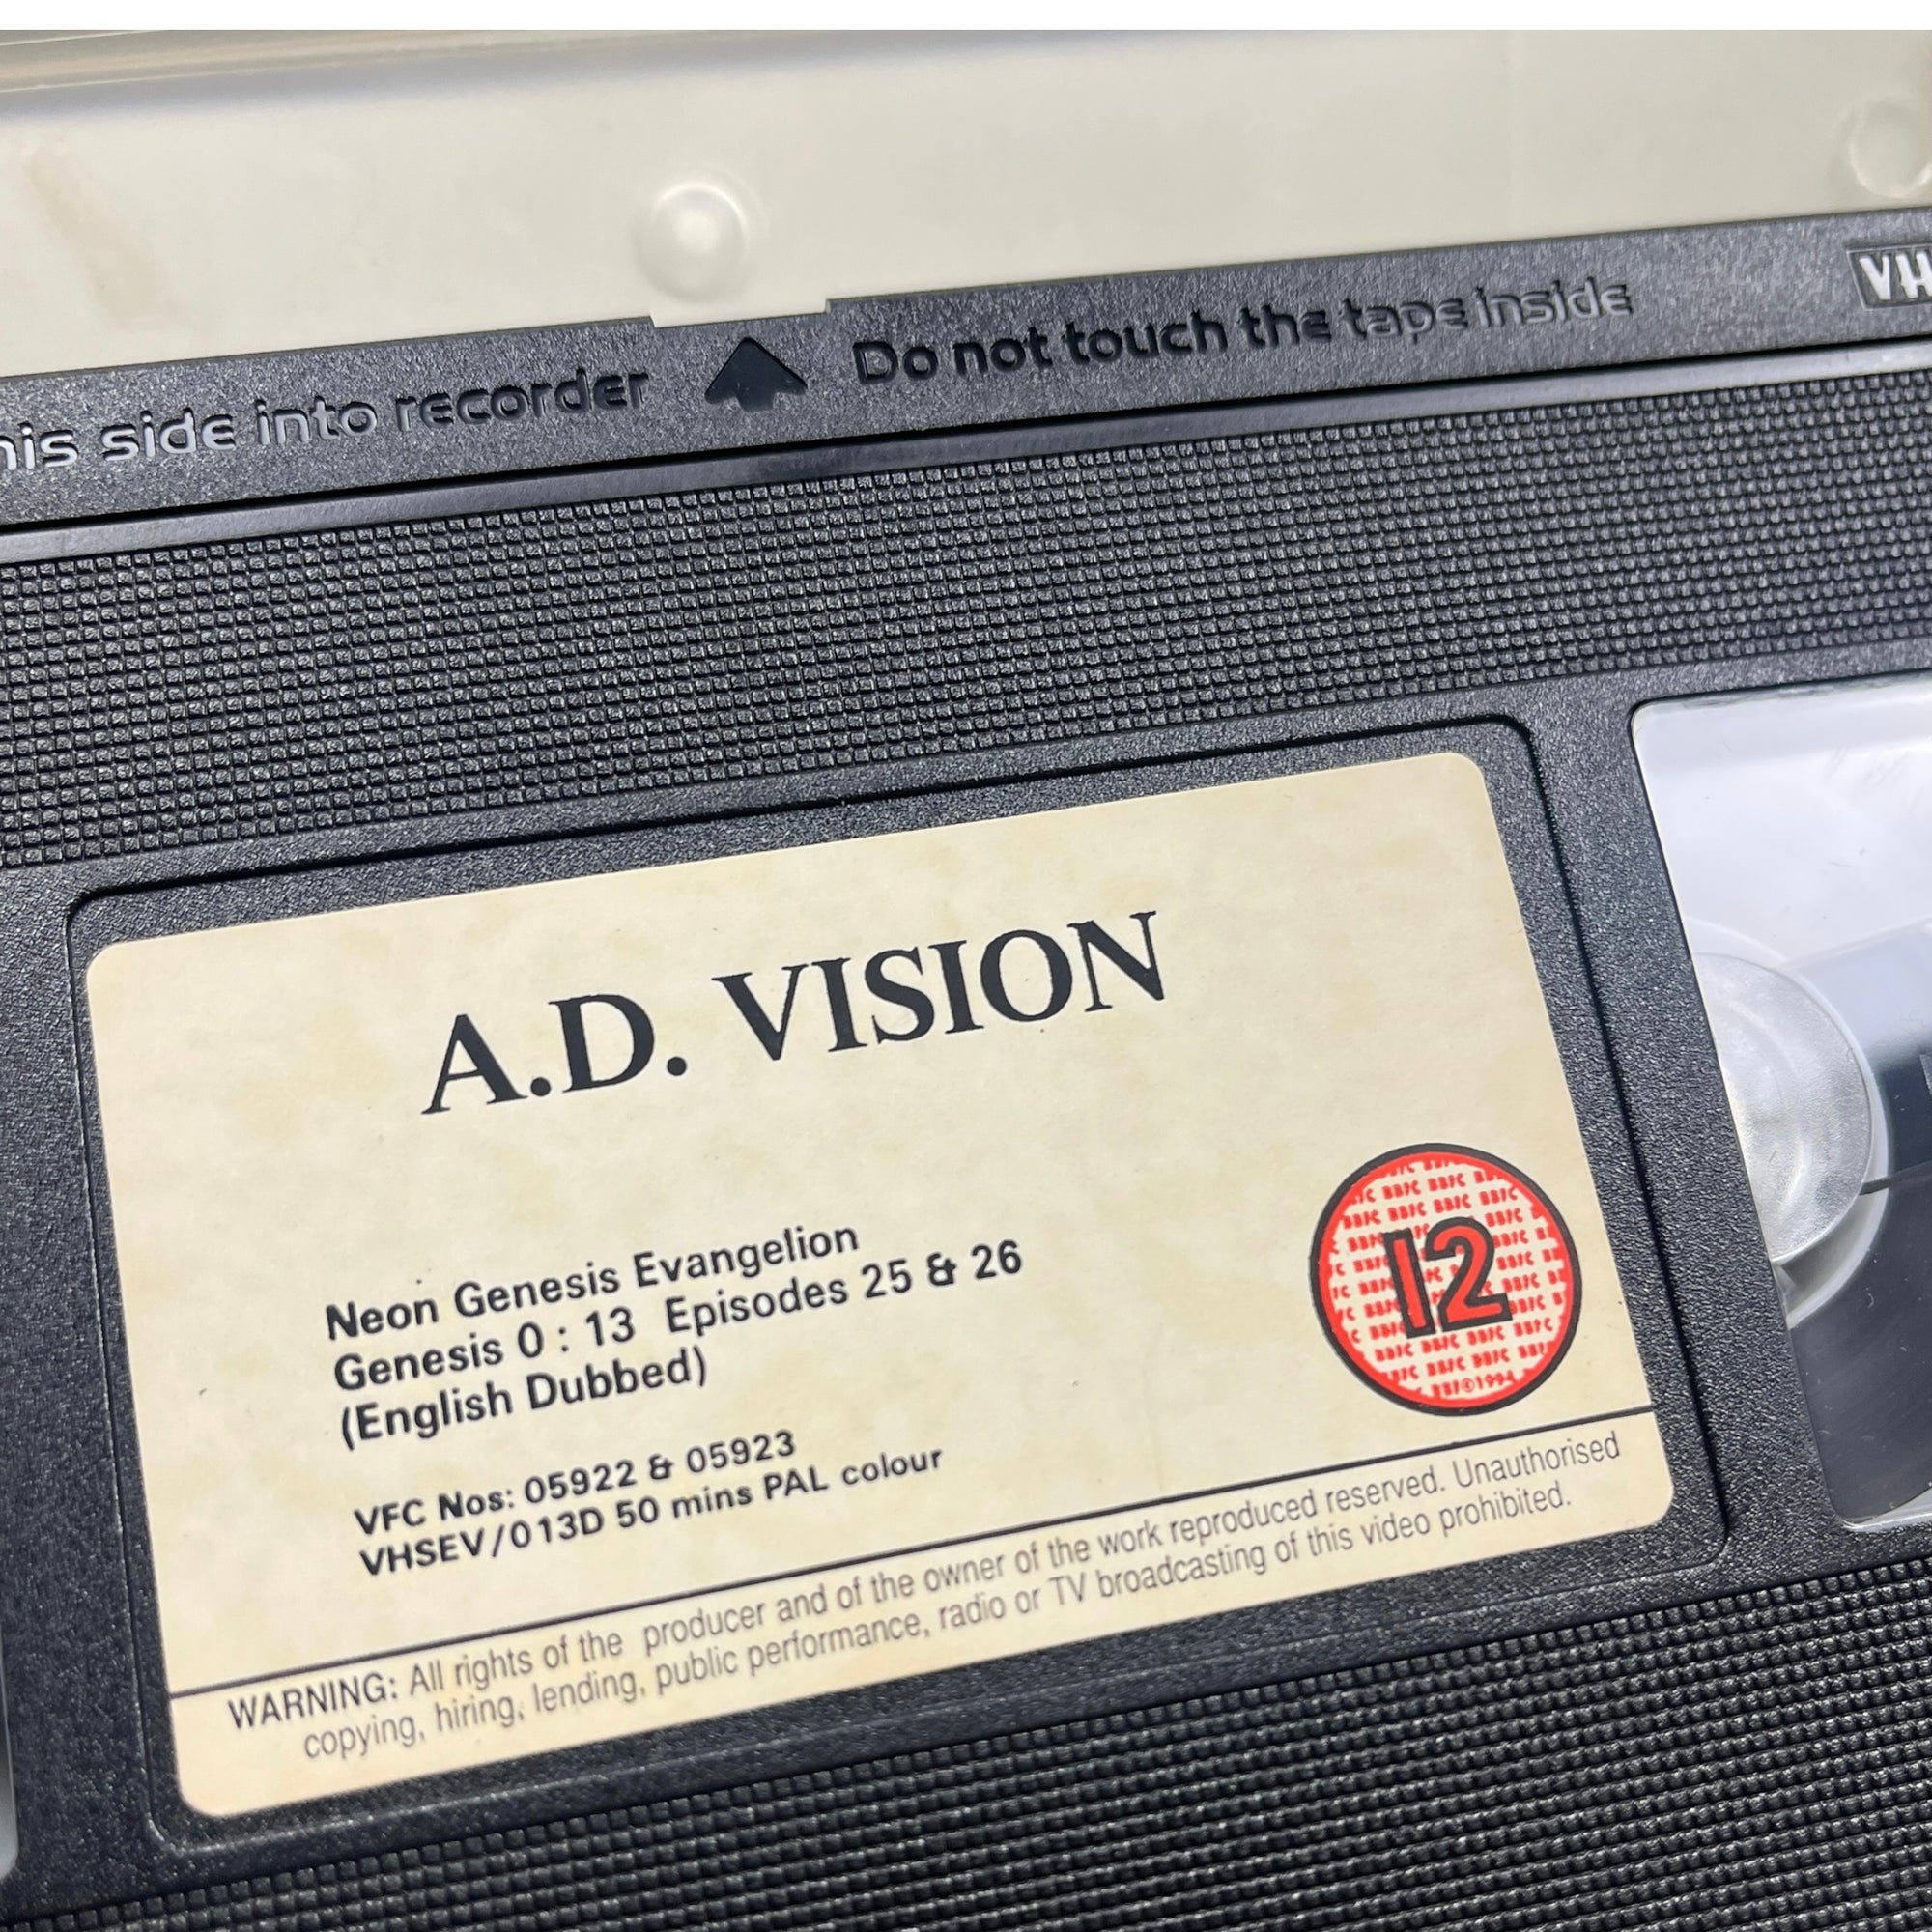 side into recorder
Do not touch the tape inside
A.D. VISION
Neon Genesis Evangelion
Genesis 0 : 13 Episodes 25 & 26
(English Dubbed)
VFC Nos: 05922 & 05923
VHSEV/013D 50 mins PAL colour
12
WARNING: All rights of the producer and of the owner of the work reproduced reserved. Unauthorised
copying, hiring, lending, public performance, radio or TV broadcasting of this video prohibited.